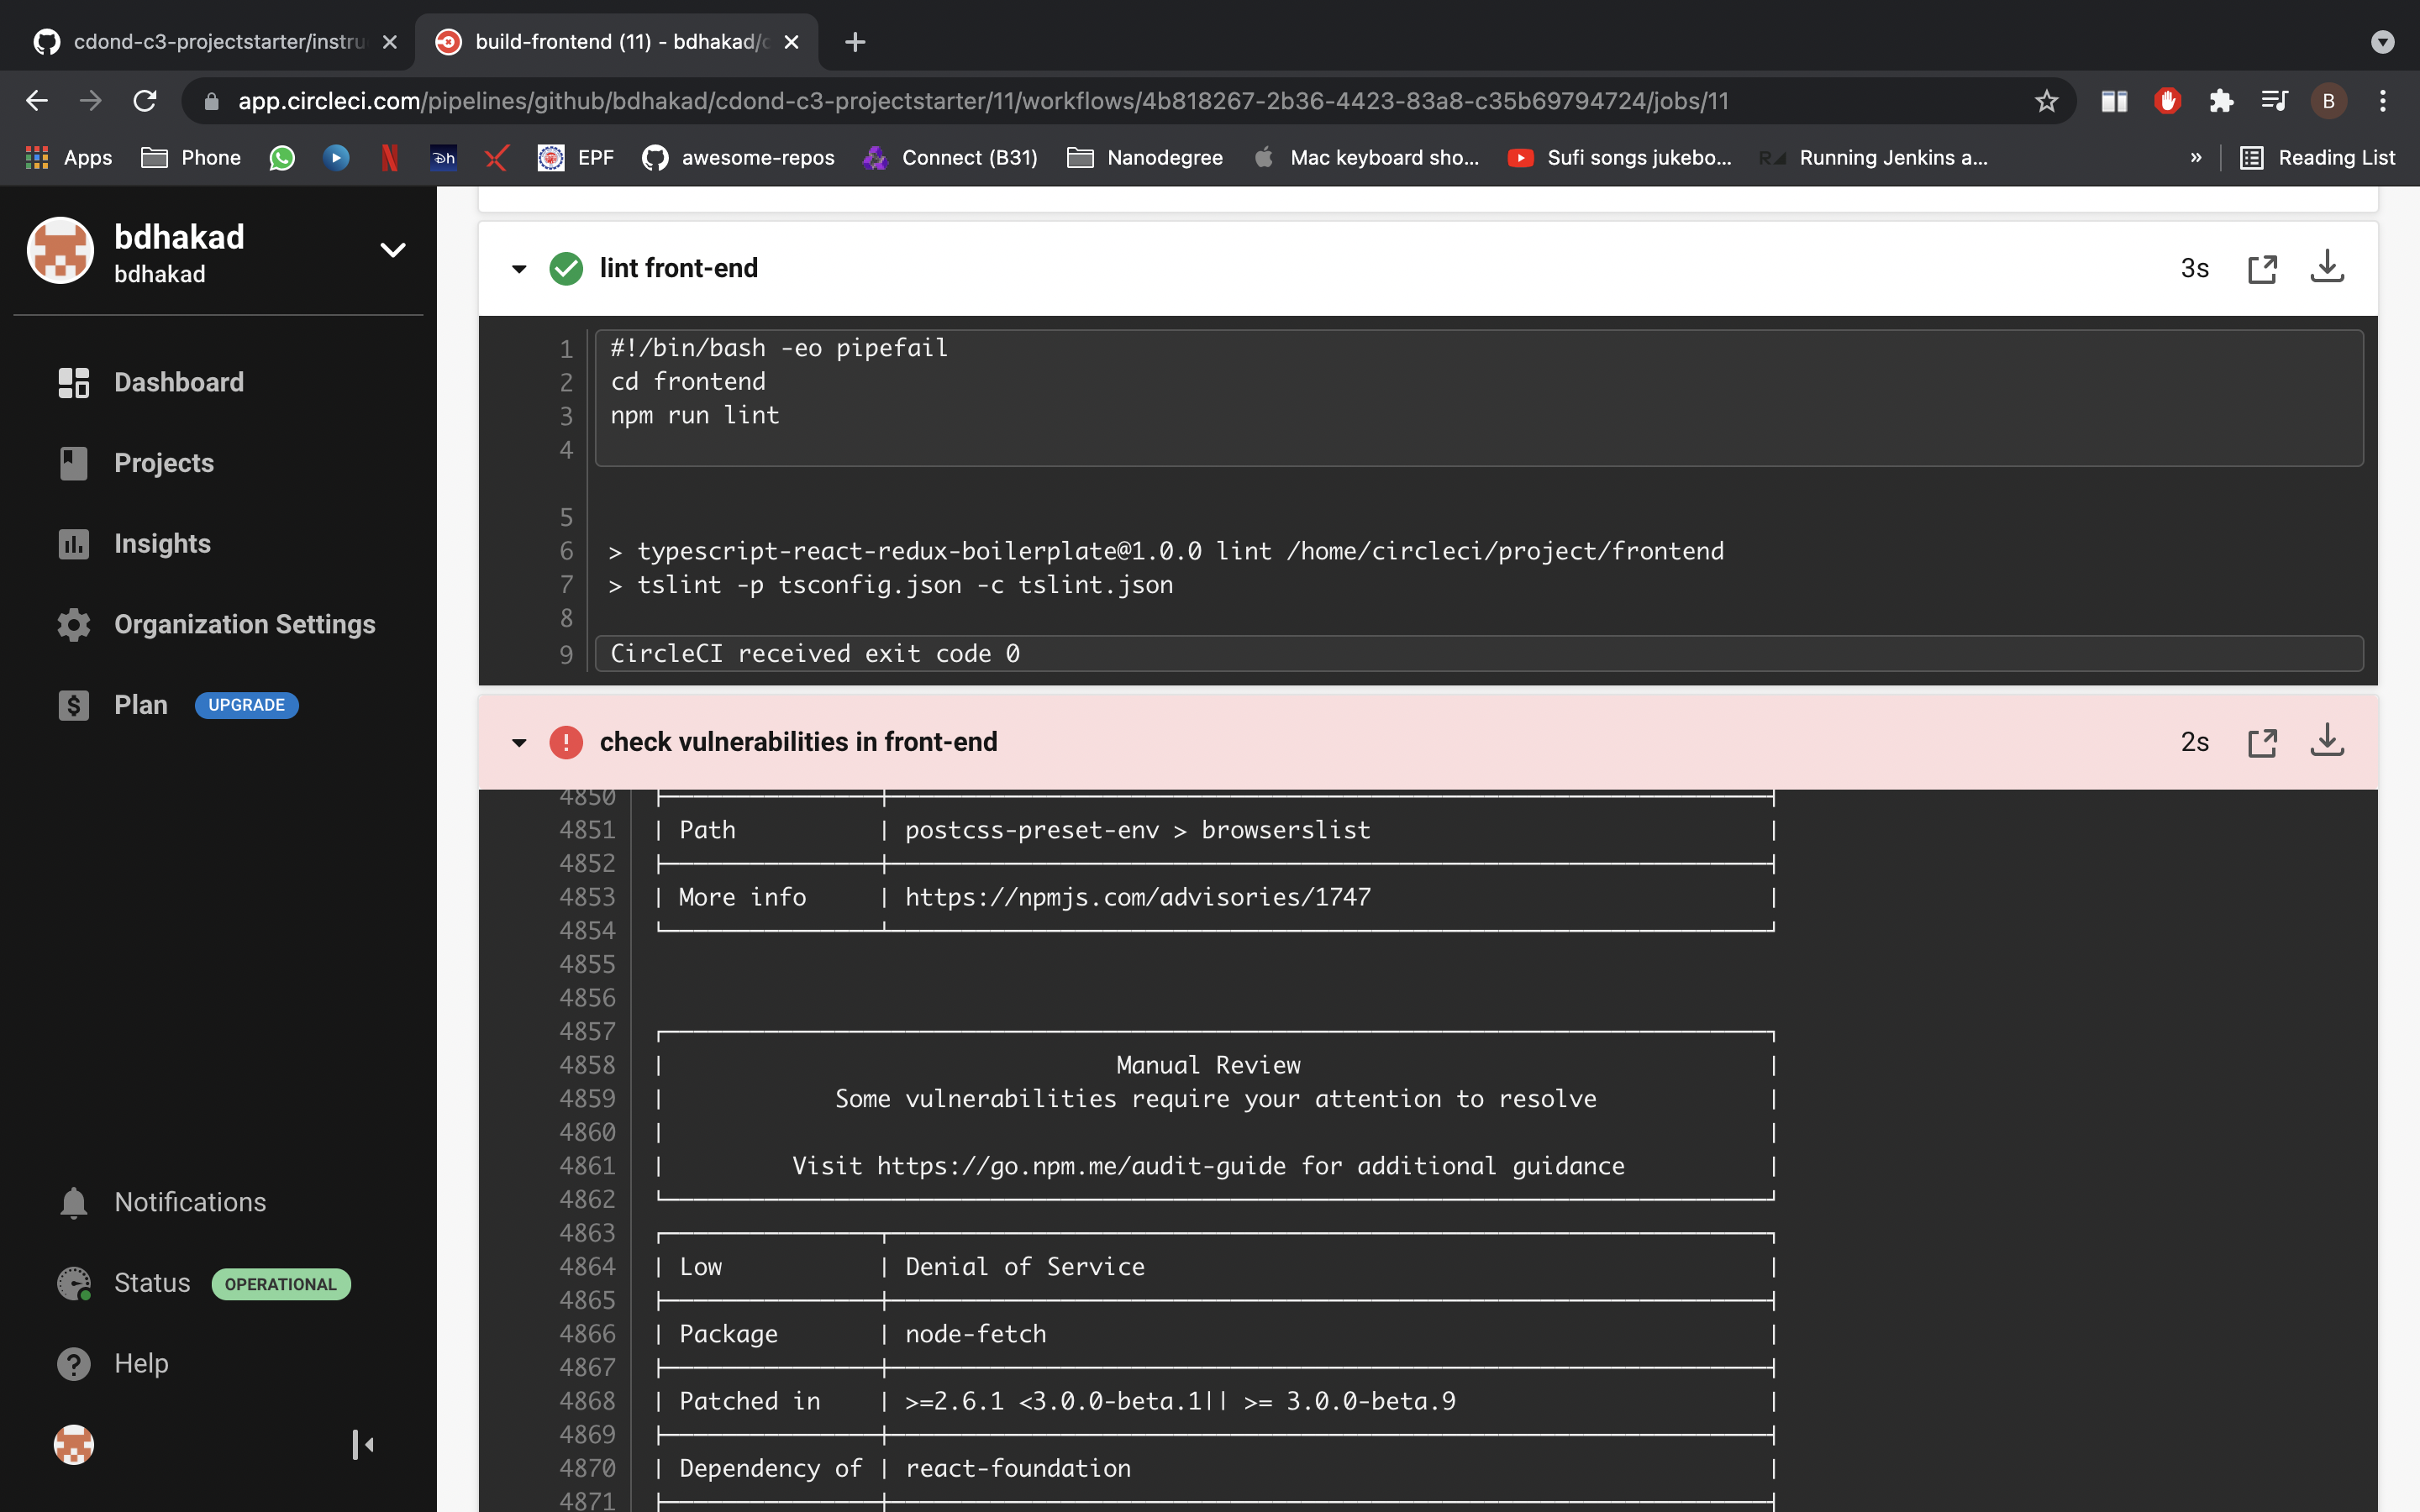 cdond-c3-projectstarter/instru
build-frontend (11) - bdhakad/c
app.circleci.com/pipelines/github/bdhakad/cdond-c3-projectstarter/11/workflows/4b818267-2b36-4423-83a8-c35b69794724/jobs/11
B
Apps
Phone
EPF
awesome-repos
Connect (B31)
Nanodegree
Mac keyboard sho...
Sufi songs jukebo...
Running Jenkins a...
»
Reading List
bdhakad
bdhakad
Dashboard
Projects
Insights
Organization Settings
Plan UPGRADE
Notifications
Status OPERATIONAL
Help
lint front-end 3s
1 #!/bin/bash -eo pipefail
2 cd frontend
3 npm run lint
4
5
6 > typescript-react-redux-boilerplate@1.0.0 lint /home/circleci/project/frontend
7 > tslint -p tsconfig.json -c tslint.json
8
9 CircleCI received exit code 0
check vulnerabilities in front-end 2s
4850
4851 | Path | postcss-preset-env > browserslist |
4852
4853 | More info | https://npmjs.com/advisories/1747 |
4854
4855
4856
4857
4858 | Manual Review |
4859 | Some vulnerabilities require your attention to resolve |
4860 | |
4861 | Visit https://go.npm.me/audit-guide for additional guidance |
4862
4863
4864 | Low | Denial of Service |
4865
4866 | Package | node-fetch |
4867
4868 | Patched in | >=2.6.1 <3.0.0-beta.1|| >= 3.0.0-beta.9 |
4869
4870 | Dependency of | react-foundation |
4871